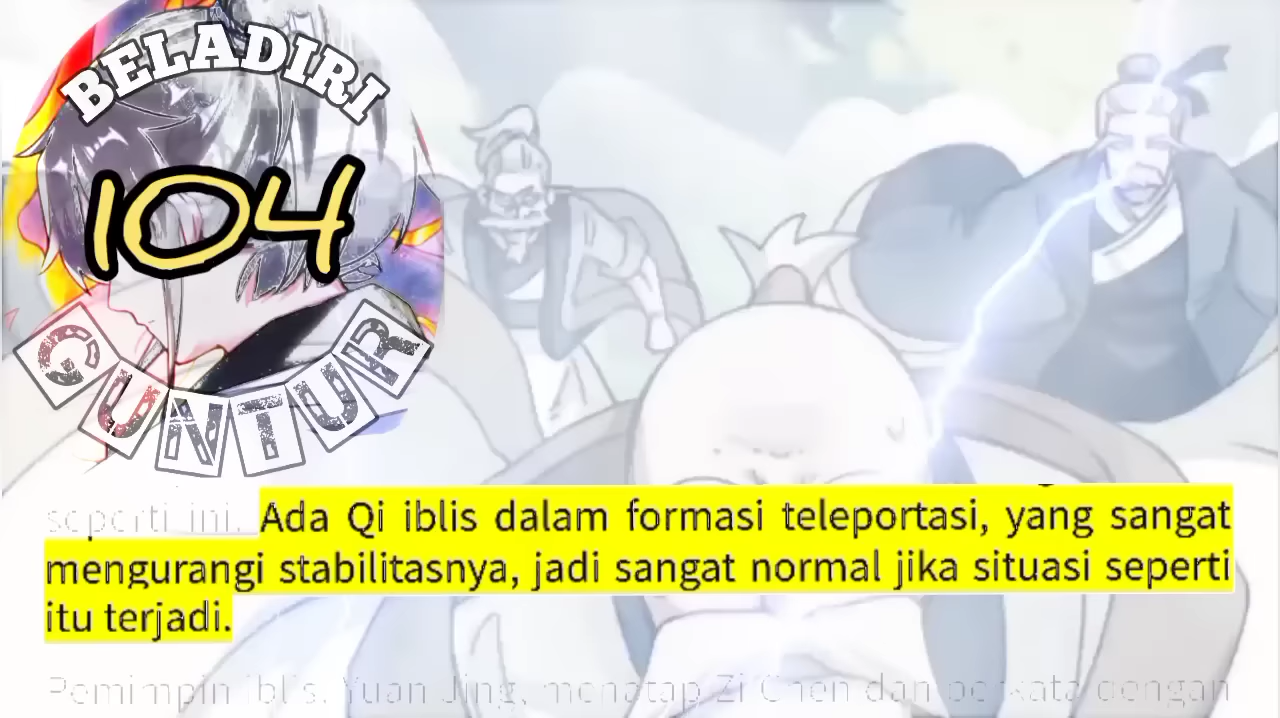 BELADIRI
104
GUNTUR
seperti ini. Ada Qi iblis dalam formasi teleportasi, yang sangat
mengurangi stabilitasnya, jadi sangat normal jika situasi seperti
itu terjadi.
Pemimpin iblis, Yuan Jing, menatap Zi Chen dan berkata dengan